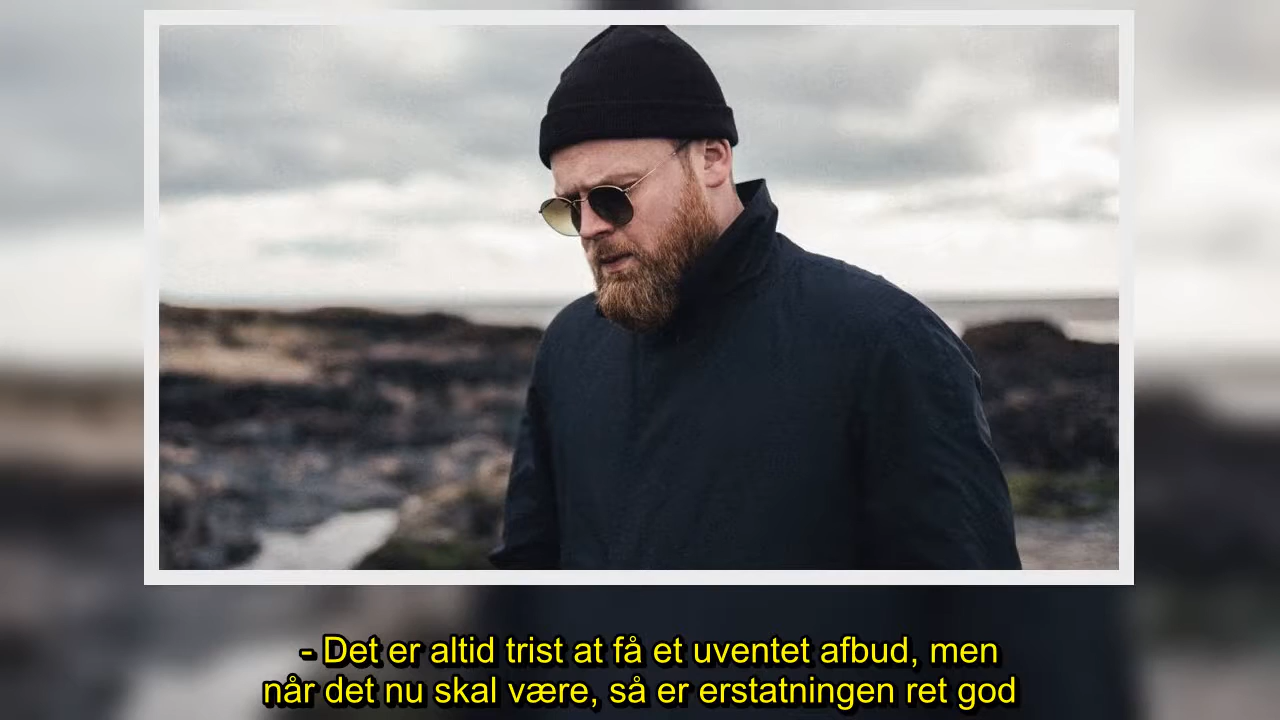 - Det er altid trist at få et uventet afbud, men
når det nu skal være, så er erstatningen ret god